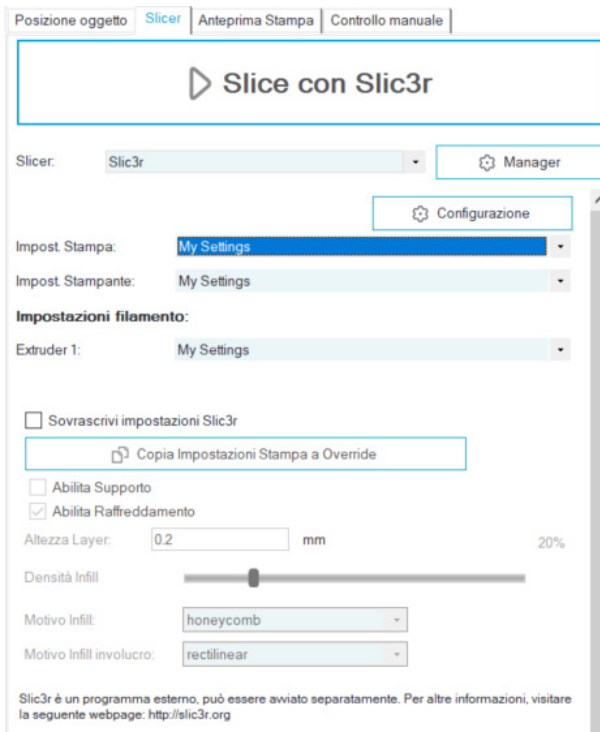 Posizione oggetto Slicer Anteprima Stampa Controllo manuale
Slice con Slic3r
Slicer: Slic3r Manager
Configurazione
Impost. Stampa: My Settings
Impost. Stampante: My Settings
Impostazioni filamento:
Extruder 1: My Settings
Sovrascrivi impostazioni Slic3r
Copia Impostazioni Stampa a Override
Abilita Supporto
Abilita Raffreddamento
Altezza Layer: 0.2 mm
20%
Densità Infill
Motivo Infill: honeycomb
Motivo Infill involucro: rectilinear
Slic3r è un programma esterno, può essere avviato separatamente. Per altre informazioni, visitare
la seguente webpage: http://slic3r.org